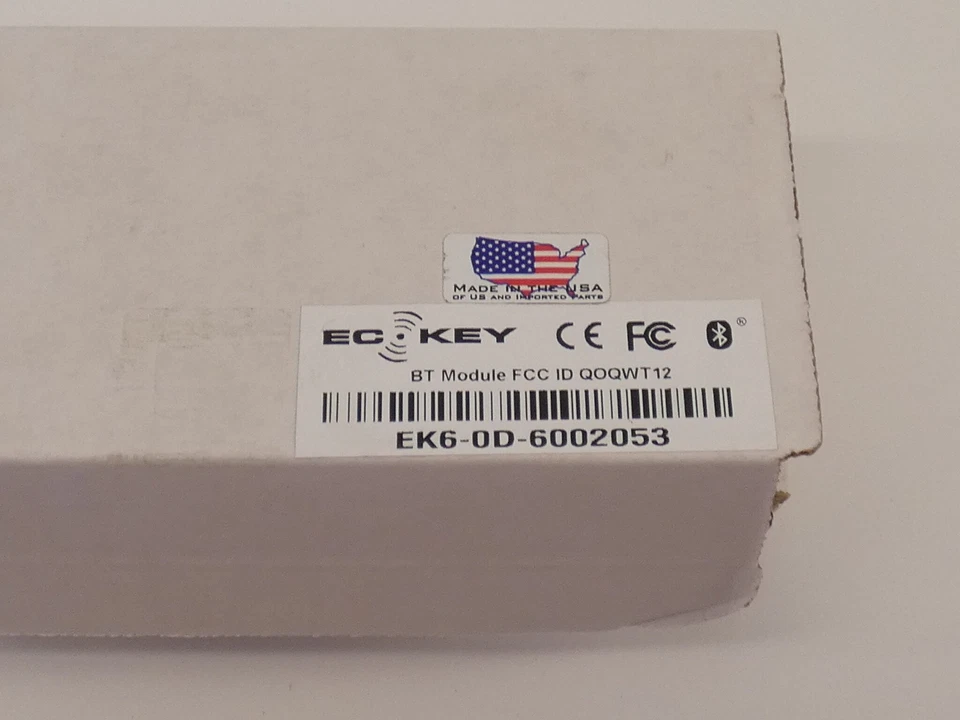 MADE IN THE USA
OF US AND IMPORTED PARTS
ECOKEY CE FC ®
BT Module FCC ID QOQWT12
EK6-0D-6002053